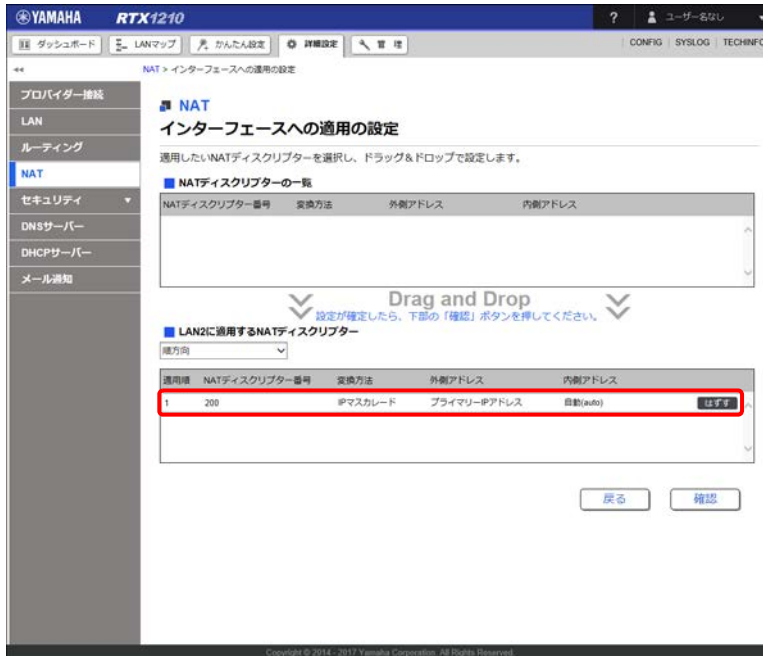 YAMAHA RTX1210 ? ユーザー名なし
ダッシュボード LANマップ かんたん設定 詳細設定 管理 CONFIG SYSLOG TECHINFO
NAT > インターフェースへの適用の設定
プロバイダー接続
LAN
ルーティング
NAT
セキュリティ ▼
DNSサーバー
DHCPサーバー
メール通知
NAT
インターフェースへの適用の設定
適用したいNATディスクリプターを選択し、ドラッグ&ドロップで設定します。
NATディスクリプターの一覧
NATディスクリプター番号 変換方法 外側アドレス 内側アドレス
Drag and Drop
設定が確定したら、下部の「確認」ボタンを押してください。
LAN2に適用するNATディスクリプター
順方向
適用順 NATディスクリプター番号 変換方法 外側アドレス 内側アドレス
1 200 IPマスカレード プライマリーIPアドレス 自動(auto) はずす
戻る 確認
Copyright © 2014 - 2017 Yamaha Corporation. All Rights Reserved.